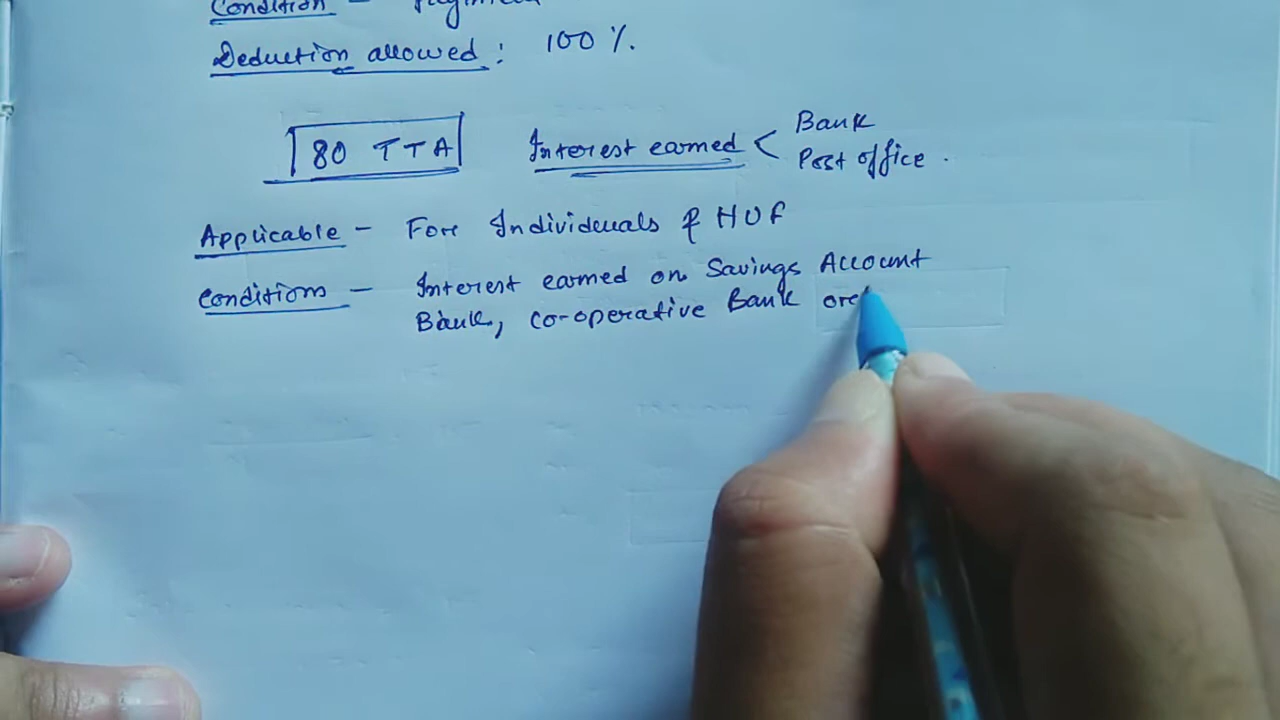 Condition -
Deduction allowed : 100 %.
80 TTA Interest earned < Bank
Post office.
Applicable - For Individuals & HUF
Conditions - Interest earned on Savings Account
Bank, Co-operative Bank or